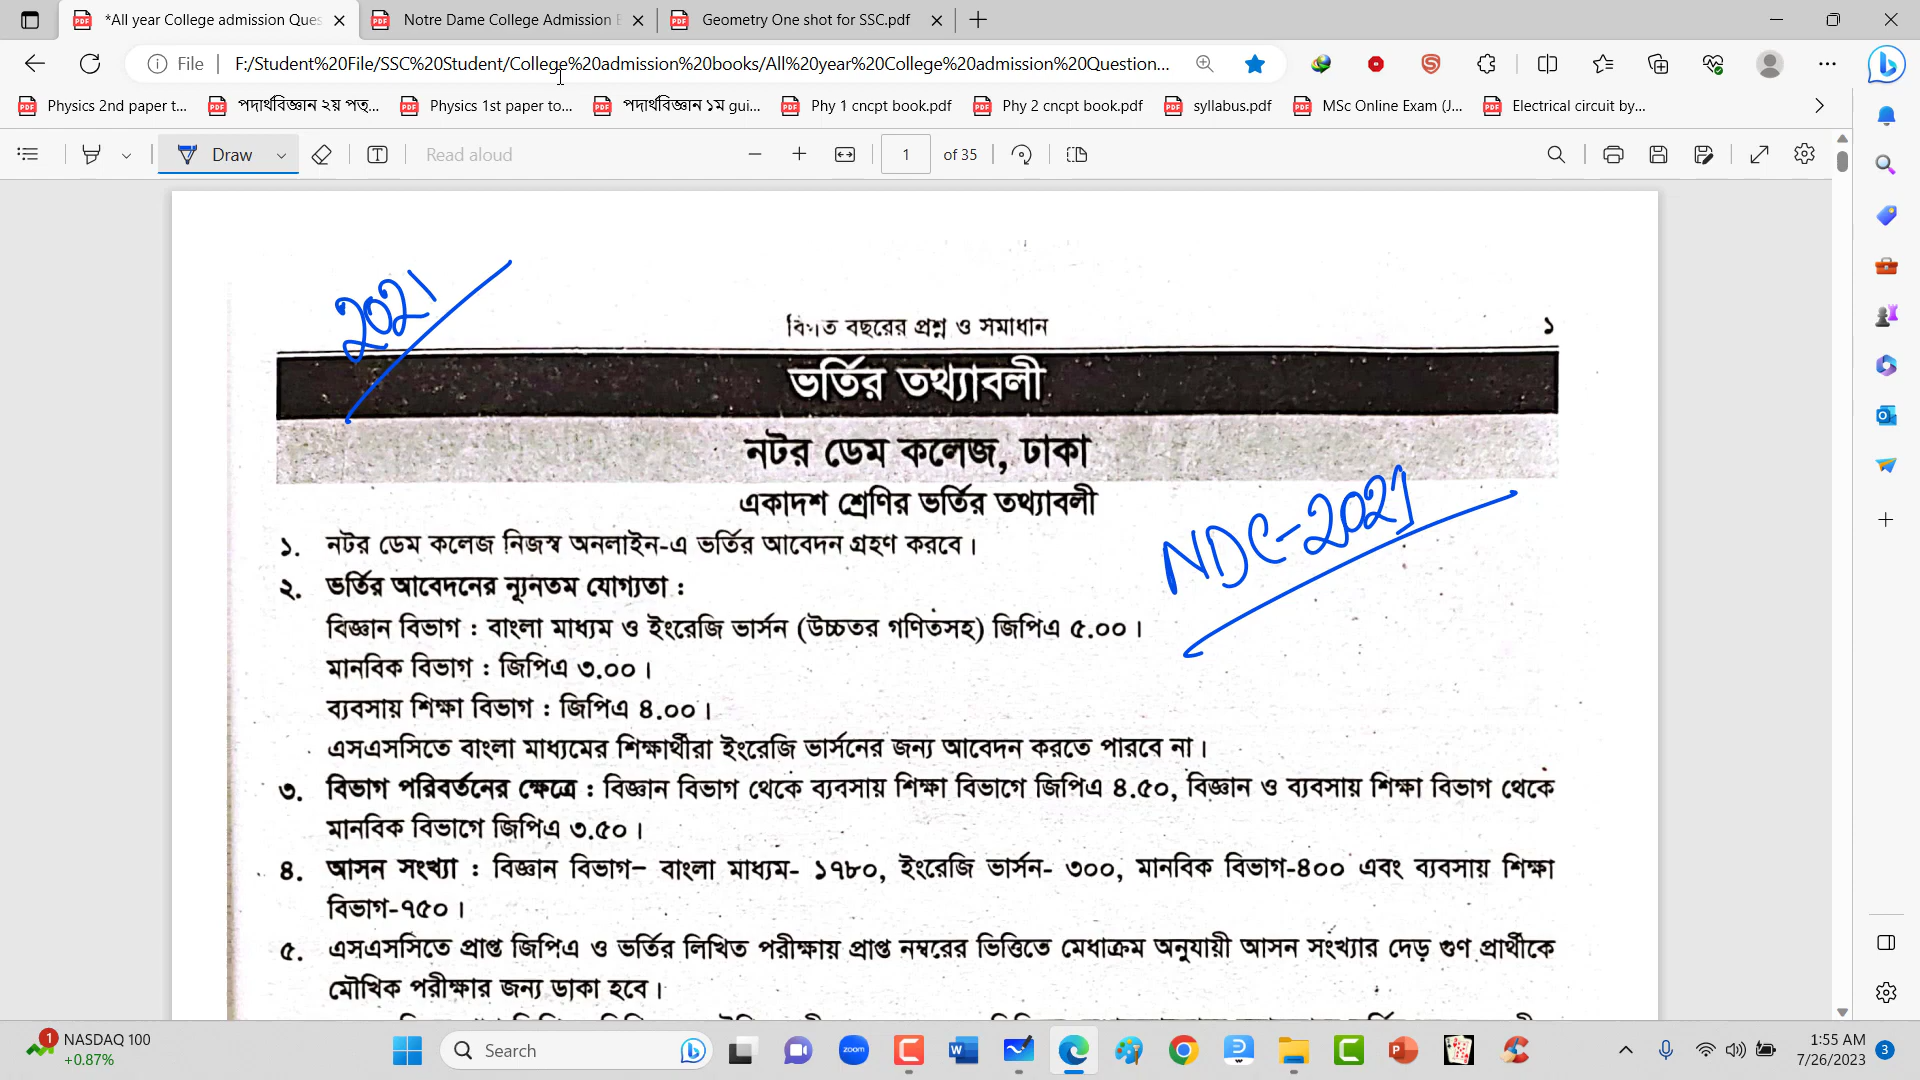 *All year College admission Ques
Notre Dame College Admission E
Geometry One shot for SSC.pdf
File
F:/Student%20File/SSC%20Student/College%20admission%20books/All%20year%20College%20admission%20Question...
Physics 2nd paper t...
পদার্থবিজ্ঞান ২য় পত্...
Physics 1st paper to...
পদার্থবিজ্ঞান ১ম gui...
Phy 1 cncpt book.pdf
Phy 2 cncpt book.pdf
syllabus.pdf
MSc Online Exam (J...
Electrical circuit by...
Draw
Read aloud
1 of 35
2021
বিগত বছরের প্রশ্ন ও সমাধান ১
ভর্তির তথ্যাবলী
নটর ডেম কলেজ, ঢাকা
একাদশ শ্রেণির ভর্তির তথ্যাবলী
NDC-2021
১. নটর ডেম কলেজ নিজস্ব অনলাইন-এ ভর্তির আবেদন গ্রহণ করবে।
২. ভর্তির আবেদনের ন্যূনতম যোগ্যতা :
বিজ্ঞান বিভাগ : বাংলা মাধ্যম ও ইংরেজি ভার্সন (উচ্চতর গণিতসহ) জিপিএ ৫.০০।
মানবিক বিভাগ : জিপিএ ৩.০০।
ব্যবসায় শিক্ষা বিভাগ : জিপিএ ৪.০০।
এসএসসিতে বাংলা মাধ্যমের শিক্ষার্থীরা ইংরেজি ভার্সনের জন্য আবেদন করতে পারবে না।
৩. বিভাগ পরিবর্তনের ক্ষেত্রে : বিজ্ঞান বিভাগ থেকে ব্যবসায় শিক্ষা বিভাগে জিপিএ ৪.৫০, বিজ্ঞান ও ব্যবসায় শিক্ষা বিভাগ থেকে
মানবিক বিভাগে জিপিএ ৩.৫০।
৪. আসন সংখ্যা : বিজ্ঞান বিভাগ– বাংলা মাধ্যম- ১৭৮০, ইংরেজি ভার্সন- ৩০০, মানবিক বিভাগ-৪০০ এবং ব্যবসায় শিক্ষা
বিভাগ-৭৫০।
৫. এসএসসিতে প্রাপ্ত জিপিএ ও ভর্তির লিখিত পরীক্ষায় প্রাপ্ত নম্বরের ভিত্তিতে মেধাক্রম অনুযায়ী আসন সংখ্যার দেড় গুণ প্রার্থীকে
মৌখিক পরীক্ষার জন্য ডাকা হবে।
1
NASDAQ 100
+0.87%
Search
zoom
1:55 AM
7/26/2023
3